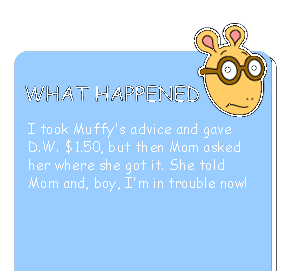 WHAT HAPPENED
I took Muffy's advice and gave
D.W. $1.50, but then Mom asked
her where she got it. She told
Mom and, boy, I'm in trouble now!